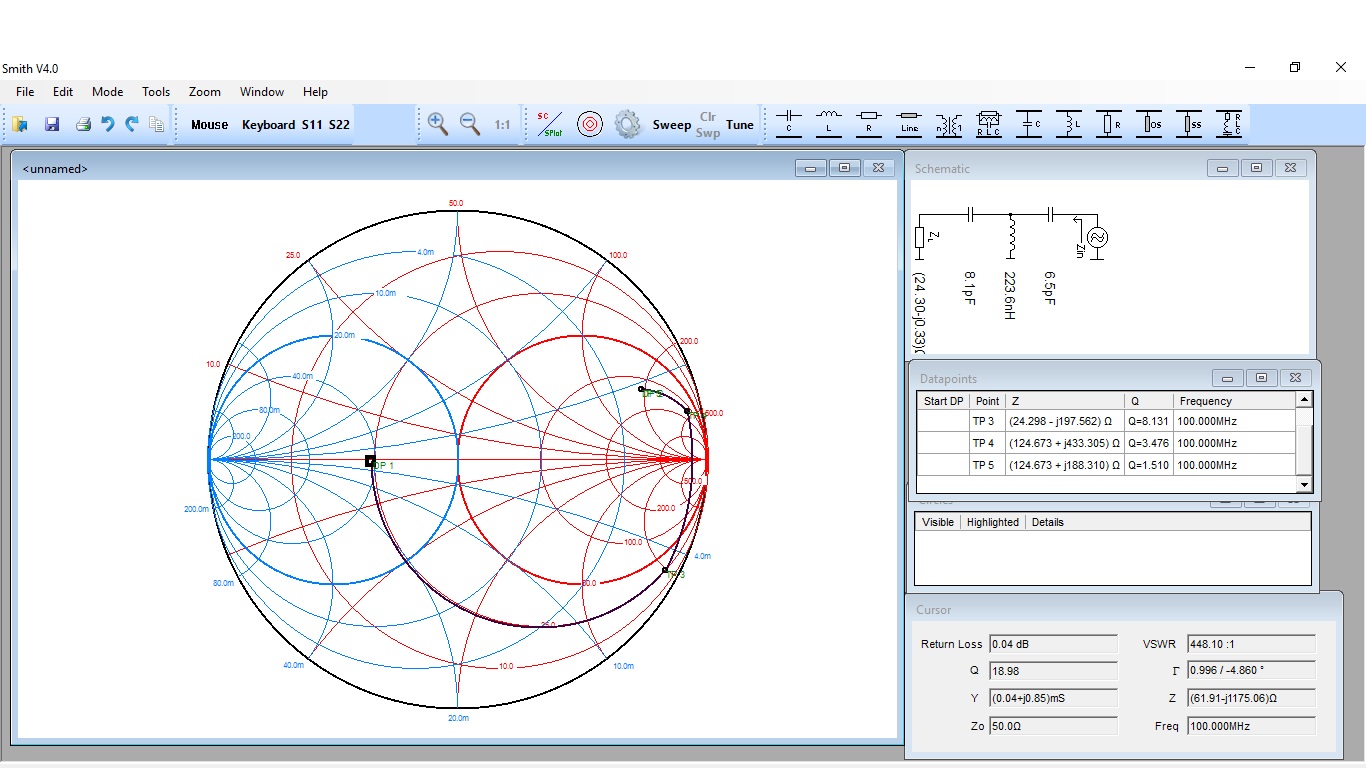 Smith V4.0
File Edit Mode Tools Zoom Window Help
Mouse Keyboard S11 S22 1:1 SC SPlot Sweep Clr Swp Tune C L R Line n 1 R L C C L R OS SS R L C
<unnamed>
50.0
25.0 4.0m 100.0
10.0m
20.0m
10.0 200.0
40.0m
DP 2
80.0m 500.0
200.0
DP 1
500.0
200.0m 200.0
100.0
4.0m
80.0m 50.0 TP 3
25.0
40.0m 10.0 10.0m
20.0m
Schematic
ZL Zin
(24.30-j0.33)Ω 8.1pF 223.6nH 6.5pF
Datapoints
Start DP Point Z Q Frequency
TP 3 (24.298 - j197.562) Ω Q=8.131 100.000MHz
TP 4 (124.673 + j433.305) Ω Q=3.476 100.000MHz
TP 5 (124.673 + j188.310) Ω Q=1.510 100.000MHz
Visible Highlighted Details
Cursor
Return Loss 0.04 dB VSWR 448.10 :1
Q 18.98 Γ 0.996 / -4.860 °
Y (0.04+j0.85)mS Z (61.91-j1175.06)Ω
Zo 50.0Ω Freq 100.000MHz